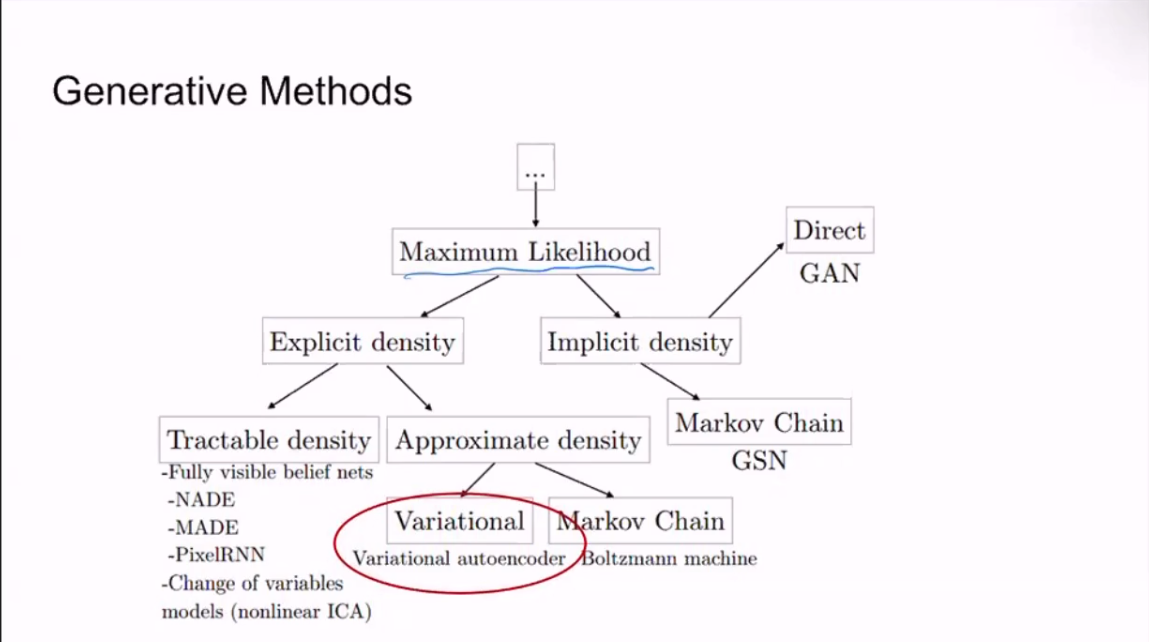 Generative Methods
...
Maximum Likelihood
Direct
GAN
Explicit density
Implicit density
Tractable density
-Fully visible belief nets
-NADE
-MADE
-PixelRNN
-Change of variables
models (nonlinear ICA)
Approximate density
Markov Chain
GSN
Variational
Variational autoencoder
Markov Chain
Boltzmann machine